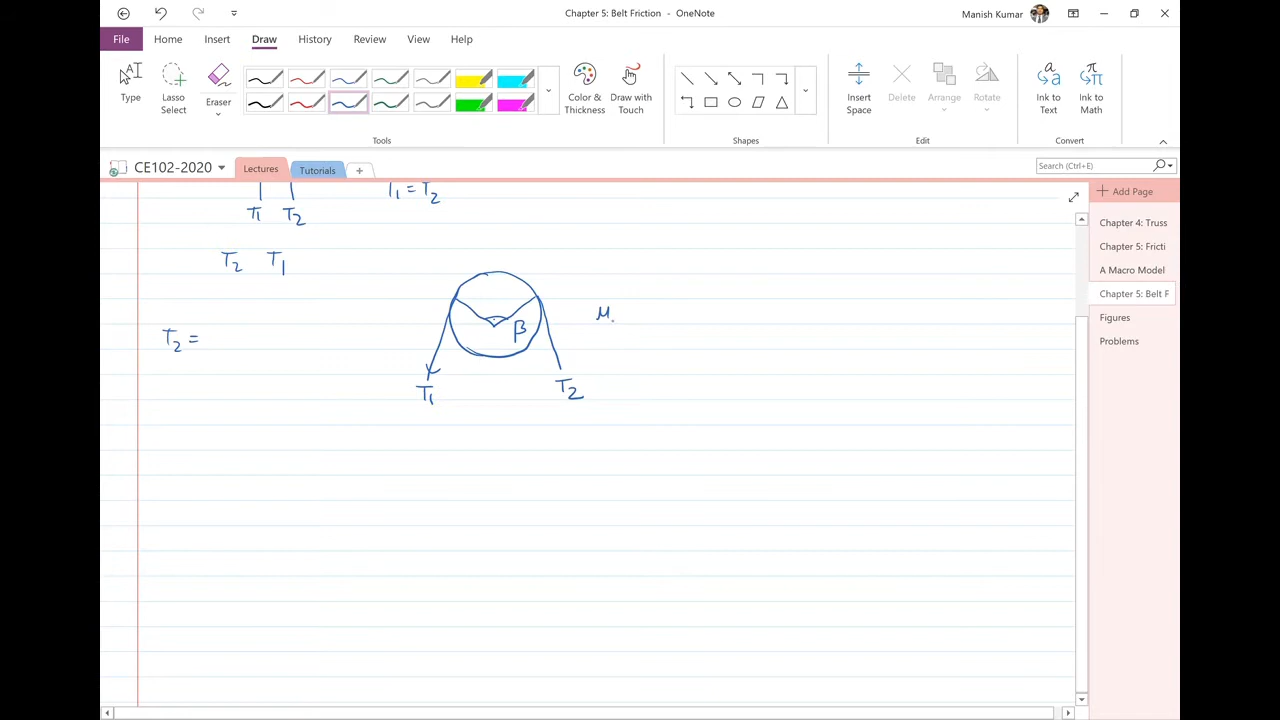 Chapter 5: Belt Friction - OneNote
Manish Kumar
File Home Insert Draw History Review View Help
Type
Lasso Select
Eraser
Color & Thickness
Draw with Touch
Insert Space
Delete
Arrange
Rotate
Ink to Text
Ink to Math
Tools
Shapes
Edit
Convert
CE102-2020
Lectures
Tutorials
Search (Ctrl+E)
Add Page
Chapter 4: Truss
Chapter 5: Fricti
A Macro Model
Chapter 5: Belt F
Figures
Problems
T₁ = T₂
T₁ T₂
T₂ T₁
μ
β
T₂ =
T₁
T₂